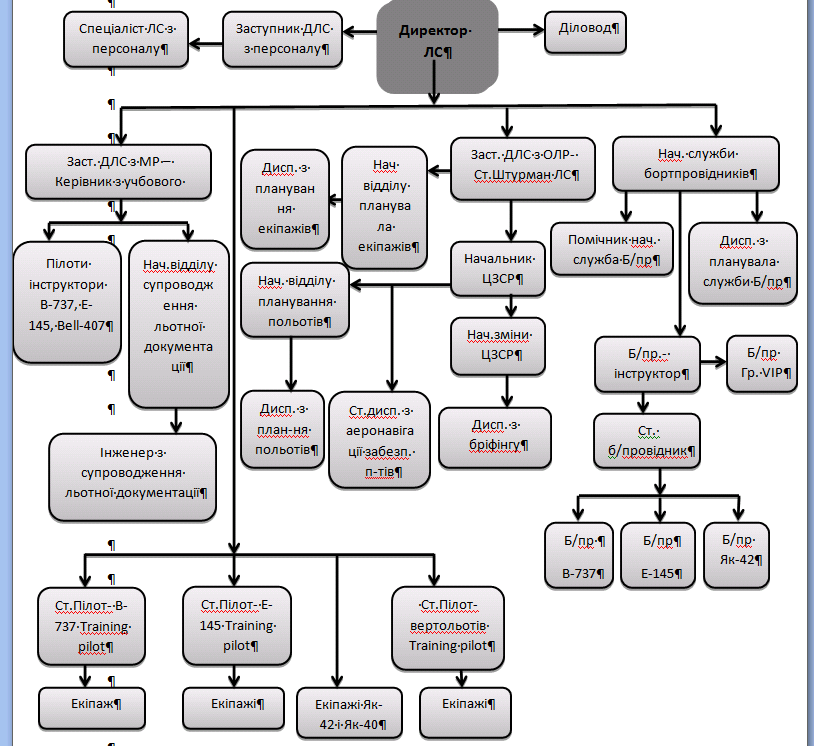 Спеціаліст ЛС з
персоналу
Заступник ДЛС
з персоналу
Директор
ЛС
Діловод
Заст. ДЛС з МР –
Керівник з учбового
Дисп. з
плануван
ня
екіпажів
Нач
відділу
планува
ла
екіпажів
Заст. ДЛС з ОЛР-
Ст.Штурман ЛС
Нач. служби
бортпровідників
Пілоти
інструктори
В-737, Е-
145, Bell-407
Нач.відділу
супроводж
ення
льотної
документа
ції
Нач. відділу
планування
польотів
Начальник
ЦЗСР
Помічник нач.
служба Б/пр
Дисп. з
планувала
служби Б/пр
Нач.зміни
ЦЗСР
Б/пр.-
інструктор
Б/пр
Гр. VIP
Дисп. з
план-ня
польотів
Ст.дисп. з
аеронавіга
ції забезп.
п-тів
Дисп. з
бріфінгу
Ст.
б/провідник
Інженер з
супроводження
льотної документації
Б/пр
В-737
Б/пр
Е-145
Б/пр
Як-42
Ст.Пілот- В-
737 Training
pilot
Ст.Пілот- Е-
145 Training
pilot
Ст.Пілот-
вертольотів
Training pilot
Екіпаж
Екіпажі
Екіпажі Як-
42 і Як-40
Екіпажі